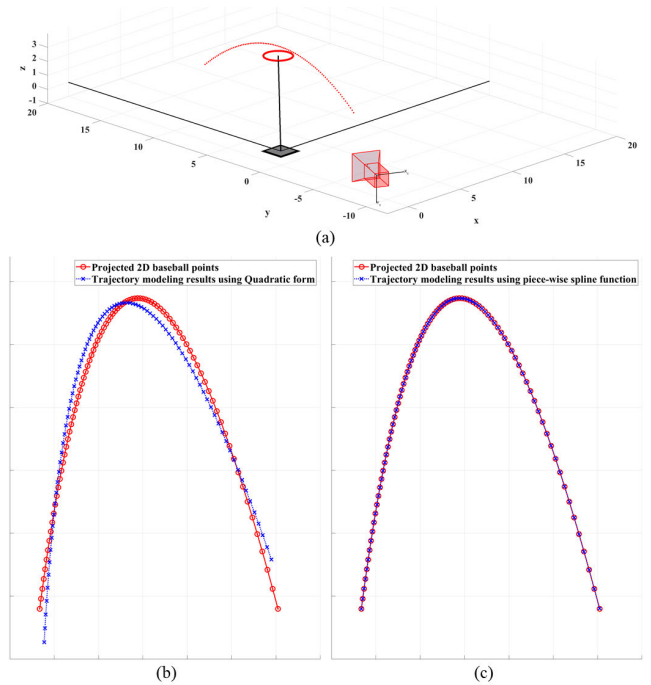 3
2
1
0
-1
z
20
15
10
5
0
-5
-10
y
0
5
10
15
20
x
(a)
Projected 2D baseball points
Trajectory modeling results using Quadratic form
Projected 2D baseball points
Trajectory modeling results using piece-wise spline function
(b)
(c)